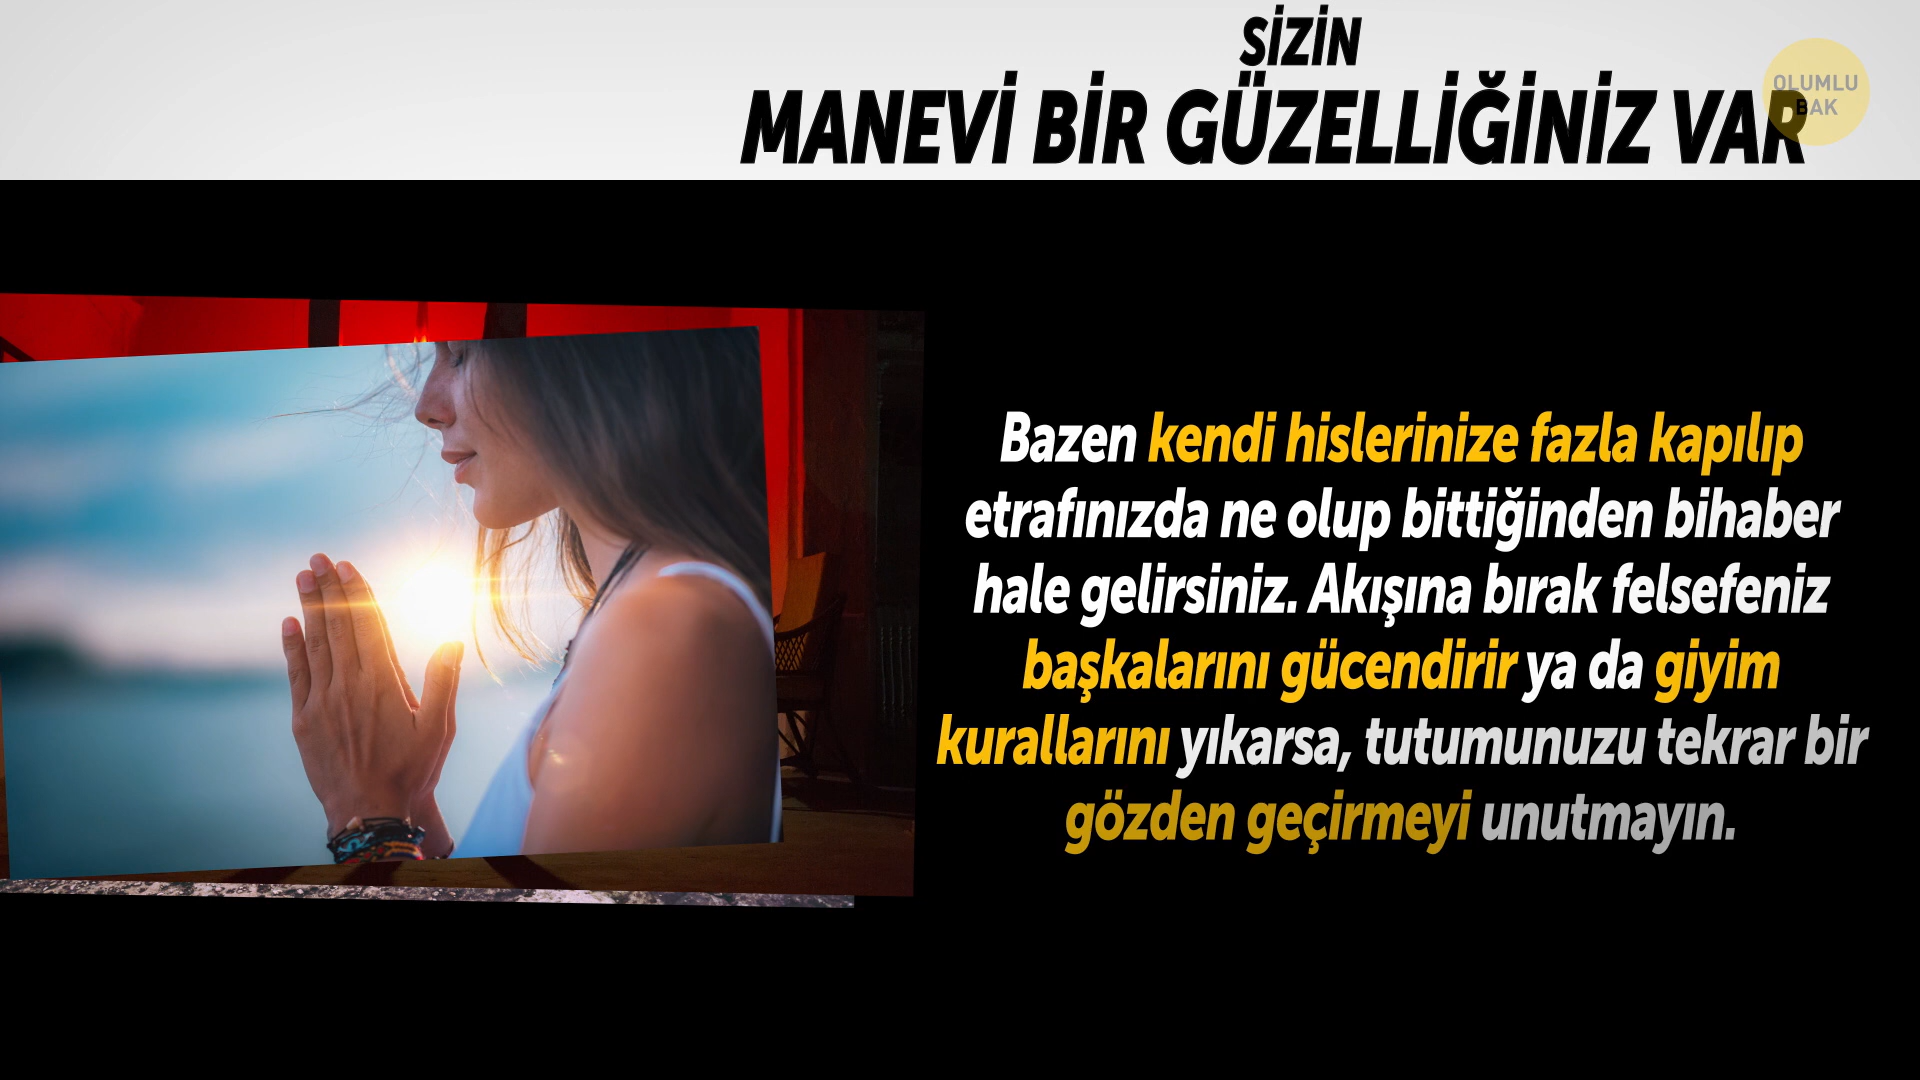 SİZİN
MANEVİ BİR GÜZELLİĞİNİZ VAR
OLUMLU
BAK
Bazen kendi hislerinize fazla kapılıp
etrafınızda ne olup bittiğinden bihaber
hale gelirsiniz. Akışına bırak felsefeniz
başkalarını gücendirir ya da giyim
kurallarını yıkarsa, tutumunuzu tekrar bir
gözden geçirmeyi unutmayın.